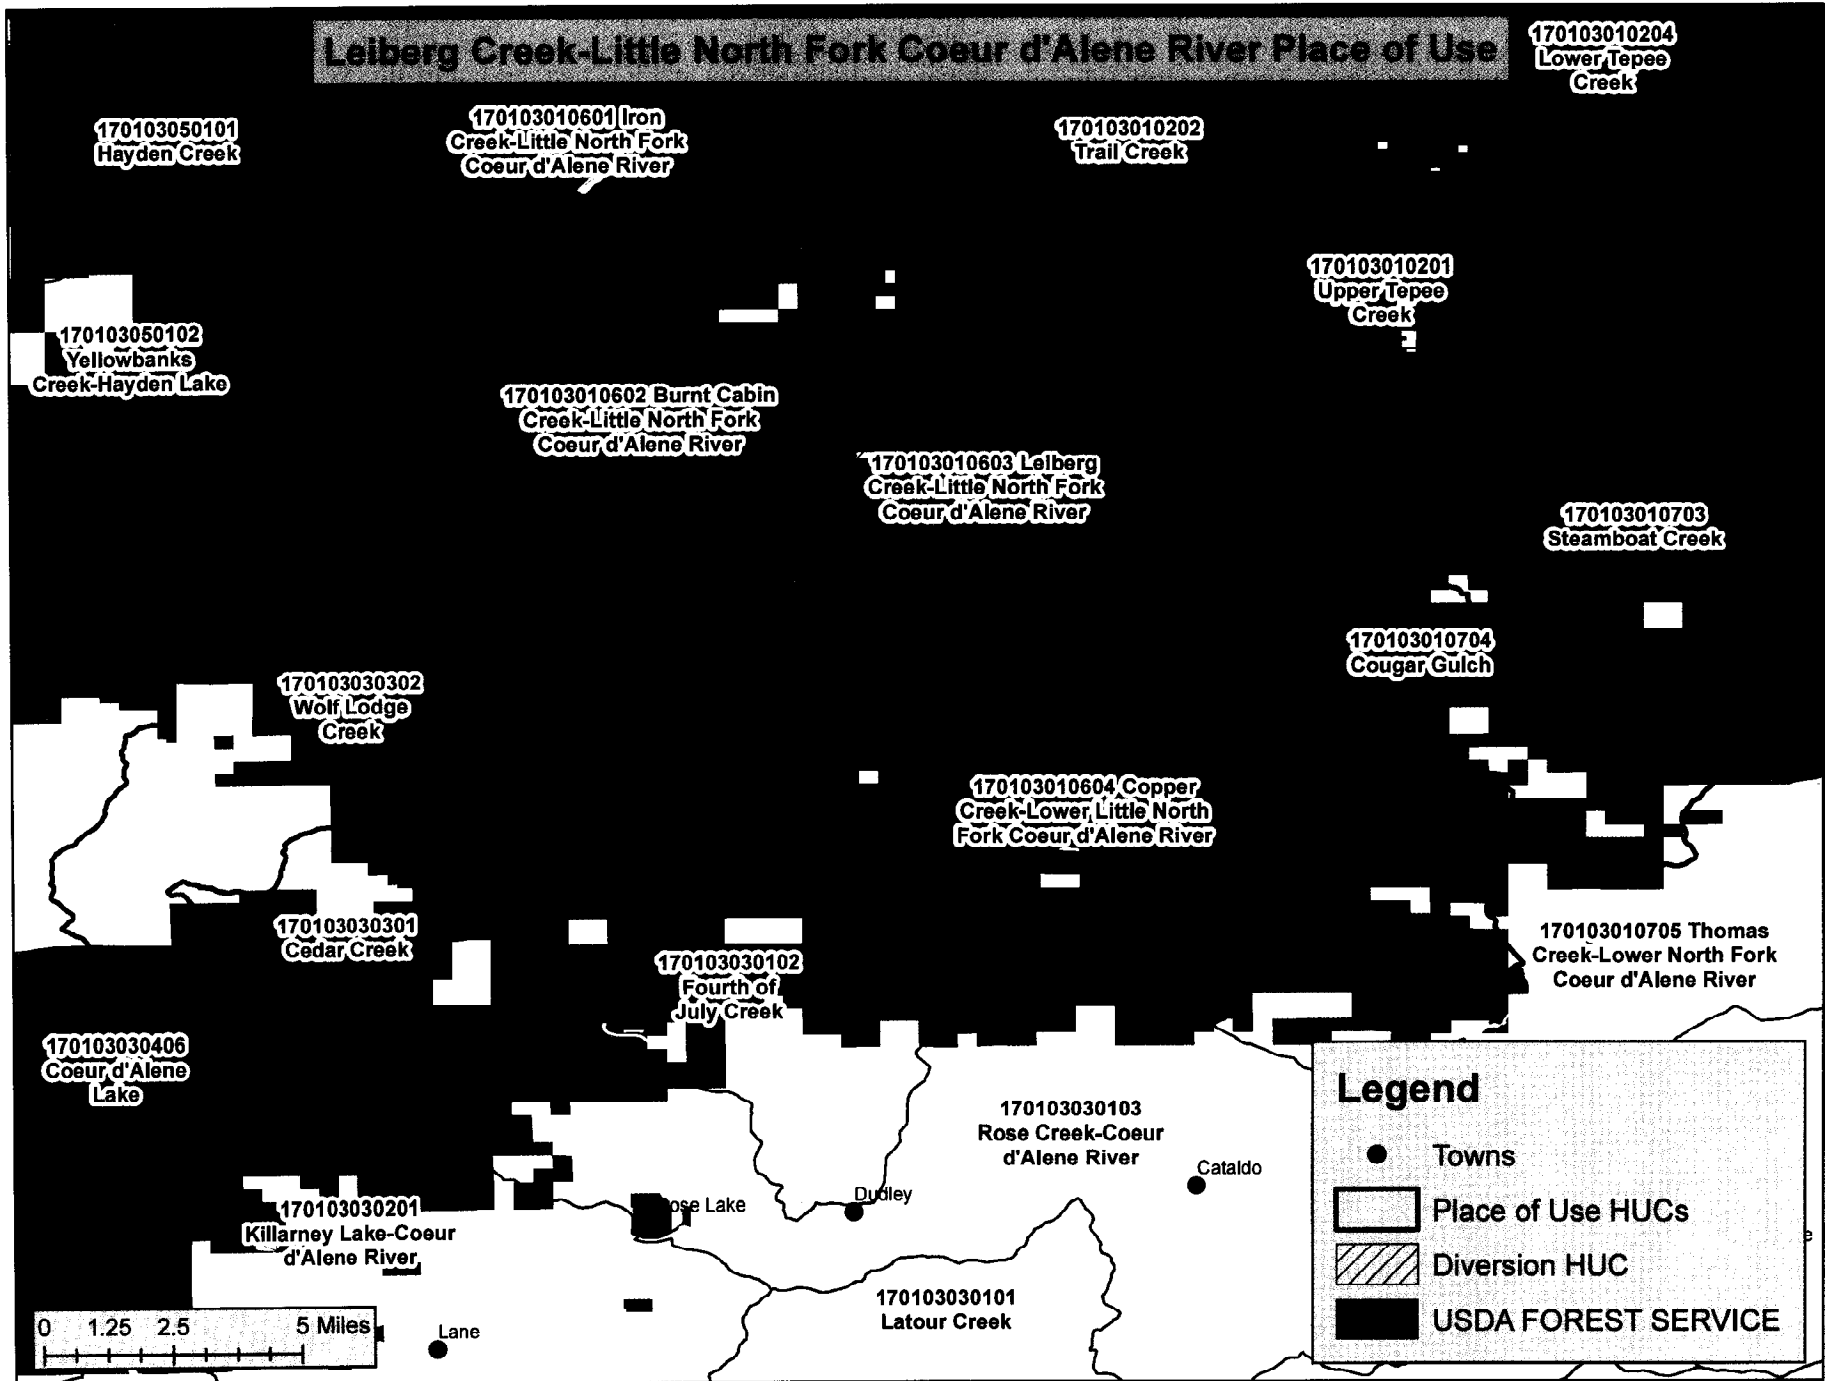 Leiberg Creek-Little North Fork Coeur d'Alene River Place of Use
170103010204
Lower Tepee
Creek
170103050101
Hayden Creek
170103010601 Iron
Creek-Little North Fork
Coeur d'Alene River
170103010202
Trail Creek
170103010201
Upper Tepee
Creek
170103050102
Yellowbanks
Creek-Hayden Lake
170103010602 Burnt Cabin
Creek-Little North Fork
Coeur d'Alene River
170103010603 Leiberg
Creek-Little North Fork
Coeur d'Alene River
170103010703
Steamboat Creek
170103010704
Cougar Gulch
170103030302
Wolf Lodge
Creek
170103010604 Copper
Creek-Lower Little North
Fork Coeur d'Alene River
170103030301
Cedar Creek
170103030102
Fourth of
July Creek
170103010705 Thomas
Creek-Lower North Fork
Coeur d'Alene River
170103030406
Coeur d'Alene
Lake
170103030103
Rose Creek-Coeur
d'Alene River
Cataldo
Dudley
Lake
170103030201
Killarney Lake-Coeur
d'Alene River
170103030101
Latour Creek
Lane
0 1.25 2.5 5 Miles
Legend
Towns
Place of Use HUCs
Diversion HUC
USDA FOREST SERVICE